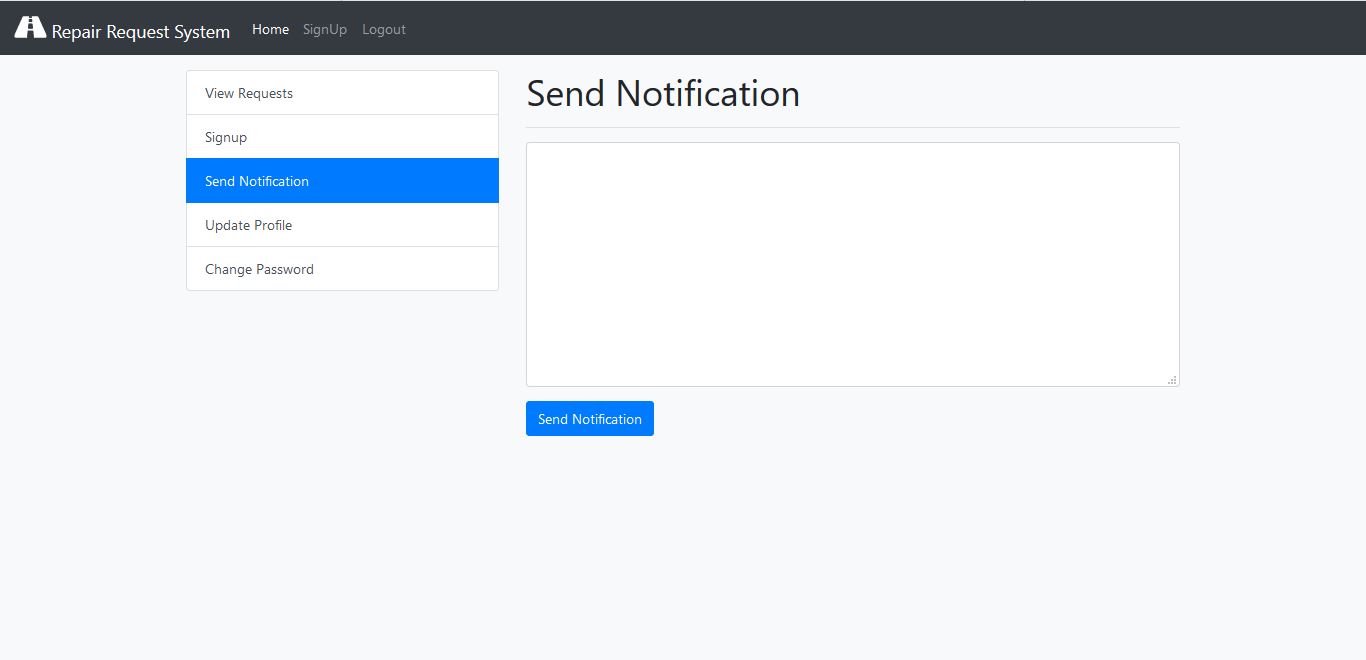 Repair Request System Home SignUp Logout
View Requests
Signup
Send Notification
Update Profile
Change Password
Send Notification
Send Notification